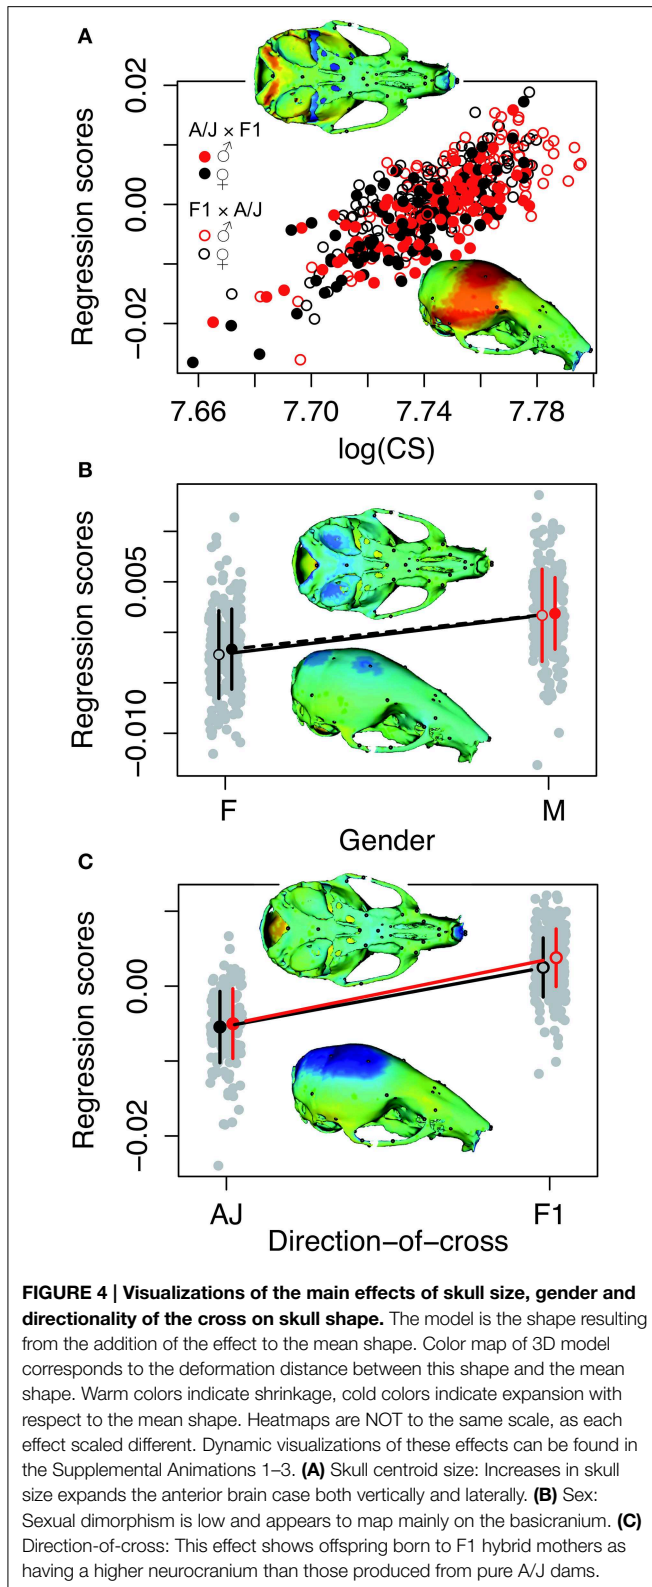 A
Regression scores
0.02
0.00
−0.02
A/J × F1
♂
♀
F1 × A/J
♂
♀
7.66 7.70 7.74 7.78
log(CS)
B
Regression scores
0.005
−0.010
F M
Gender
C
Regression scores
0.00
−0.02
AJ F1
Direction−of−cross
FIGURE 4 | Visualizations of the main effects of skull size, gender and
directionality of the cross on skull shape. The model is the shape resulting
from the addition of the effect to the mean shape. Color map of 3D model
corresponds to the deformation distance between this shape and the mean
shape. Warm colors indicate shrinkage, cold colors indicate expansion with
respect to the mean shape. Heatmaps are NOT to the same scale, as each
effect scaled different. Dynamic visualizations of these effects can be found in
the Supplemental Animations 1–3. (A) Skull centroid size: Increases in skull
size expands the anterior brain case both vertically and laterally. (B) Sex:
Sexual dimorphism is low and appears to map mainly on the basicranium. (C)
Direction-of-cross: This effect shows offspring born to F1 hybrid mothers as
having a higher neurocranium than those produced from pure A/J dams.